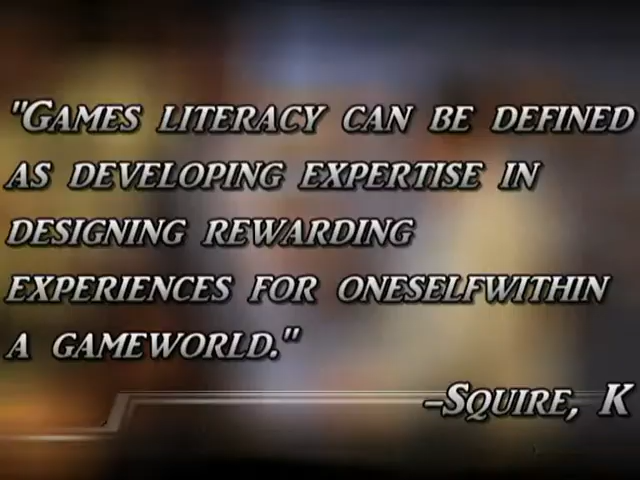 "Games literacy can be defined
as developing expertise in
designing rewarding
experiences for oneselfwithin
a gameworld."
–Squire, K